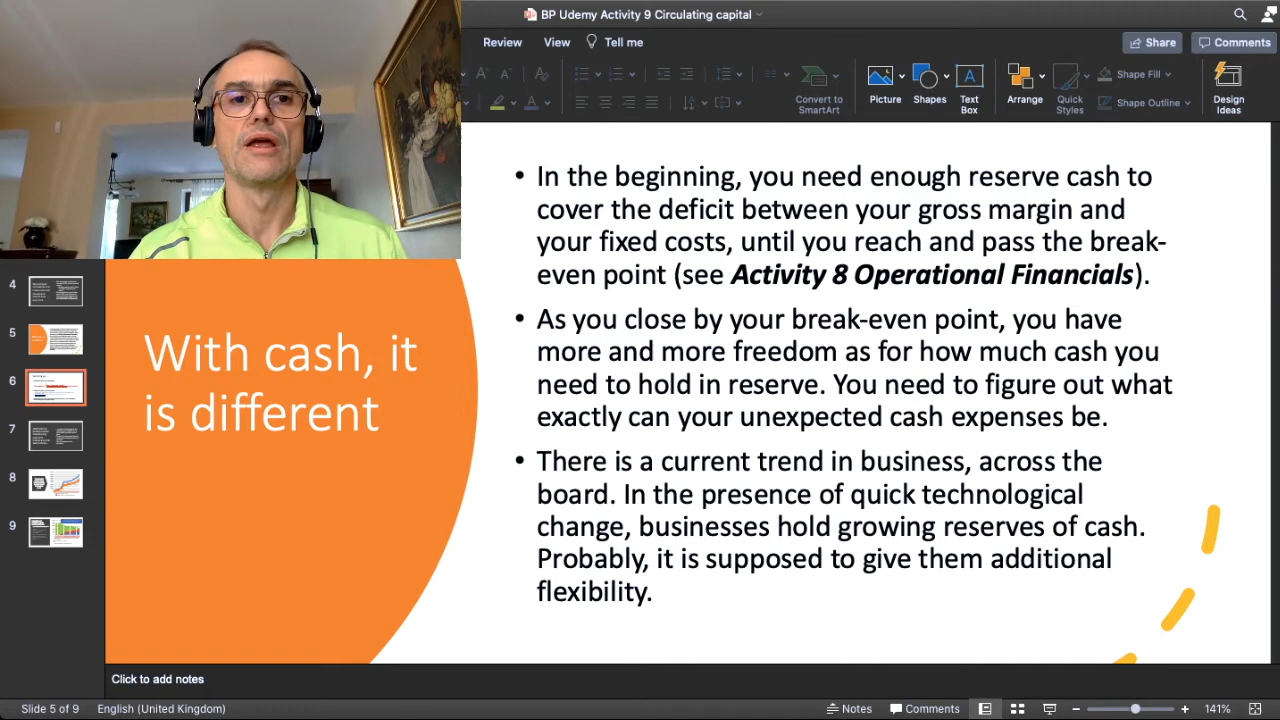 BP Udemy Activity 9 Circulating capital
Review View Tell me Share Comments
Convert to SmartArt Picture Shapes Text Box Arrange Quick Styles Shape Fill Shape Outline Design Ideas
4
5
6
7
8
9
With cash, it
is different
• In the beginning, you need enough reserve cash to
cover the deficit between your gross margin and
your fixed costs, until you reach and pass the break-
even point (see Activity 8 Operational Financials).
• As you close by your break-even point, you have
more and more freedom as for how much cash you
need to hold in reserve. You need to figure out what
exactly can your unexpected cash expenses be.
• There is a current trend in business, across the
board. In the presence of quick technological
change, businesses hold growing reserves of cash.
Probably, it is supposed to give them additional
flexibility.
Click to add notes
Slide 5 of 9 English (United Kingdom) Notes Comments 141%